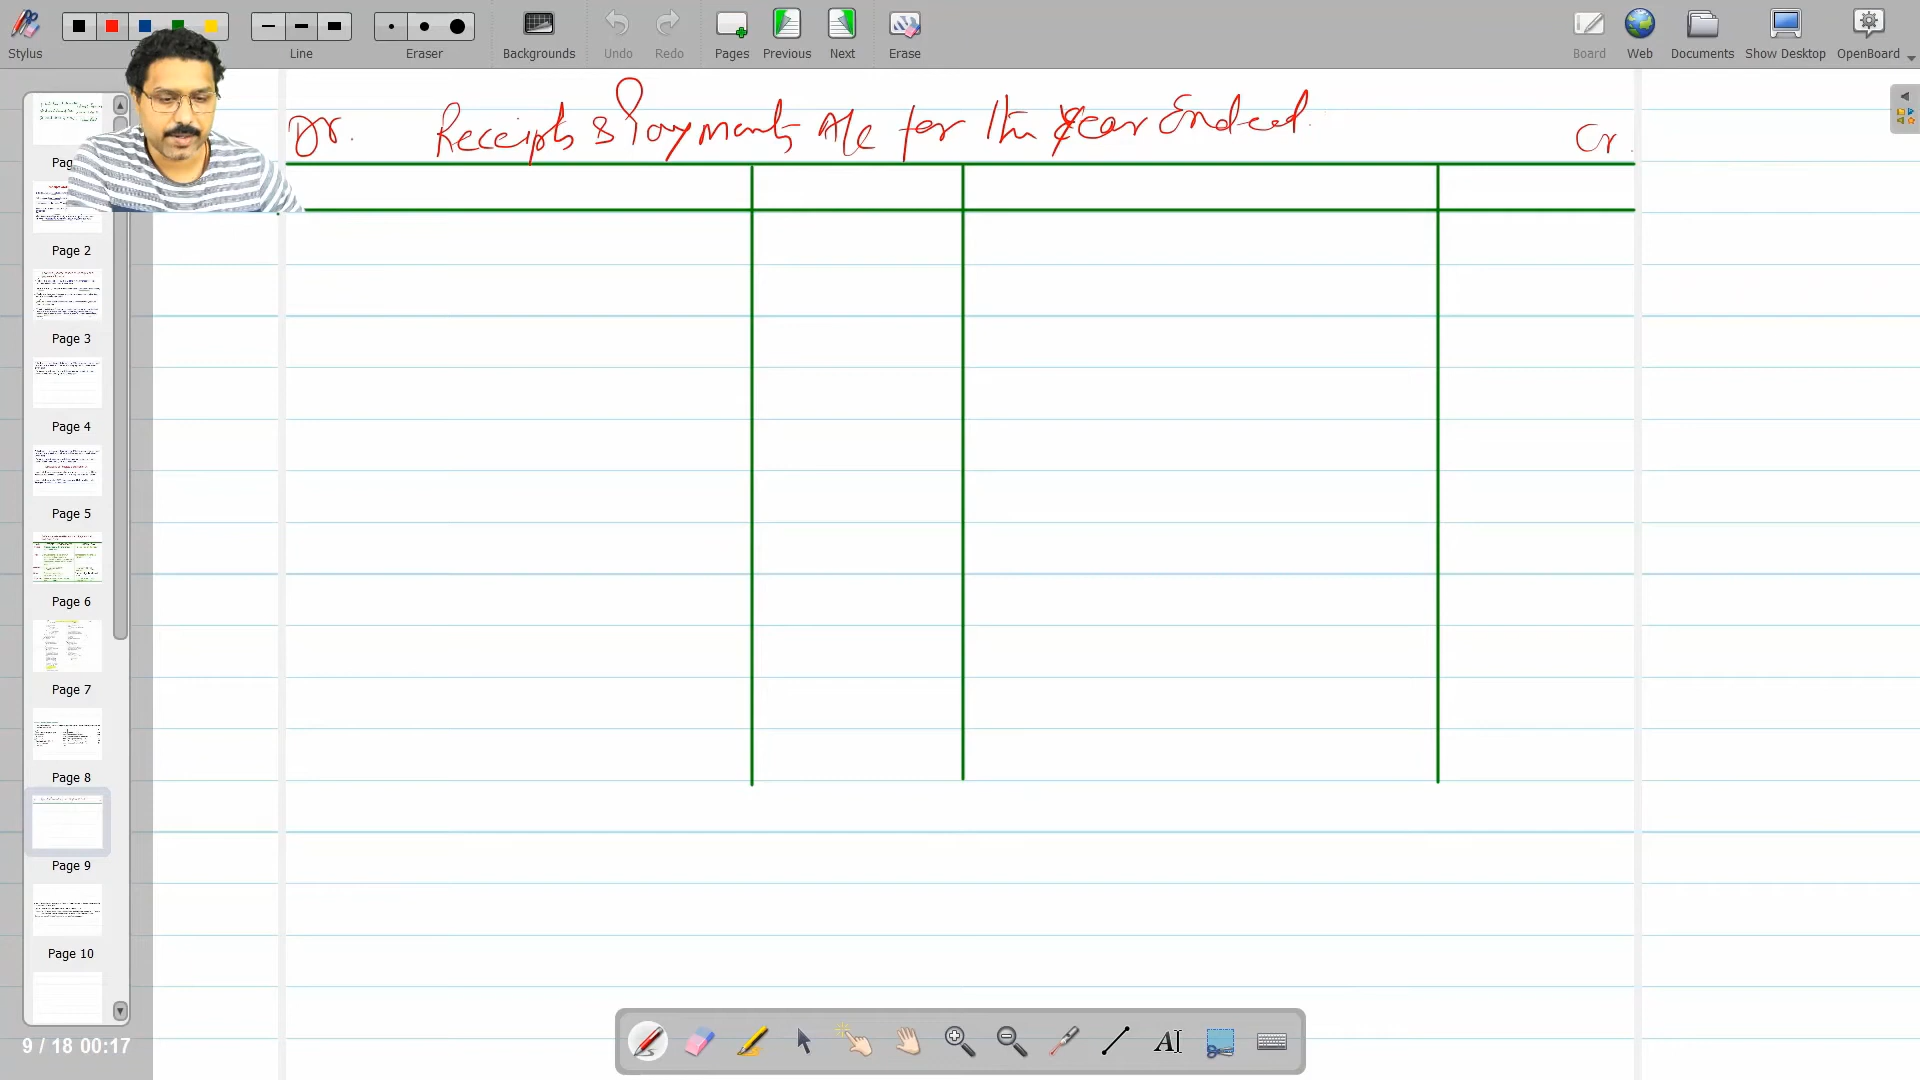 Stylus
Line
Eraser
Backgrounds
Undo
Redo
Pages
Previous
Next
Erase
Board
Web
Documents
Show Desktop
OpenBoard
Dr. Receipts & Payments A/c for the Year Ended. Cr.
Page 2
Page 3
Page 4
Page 5
Page 6
Page 7
Page 8
Page 9
Page 10
9 / 18 00:17